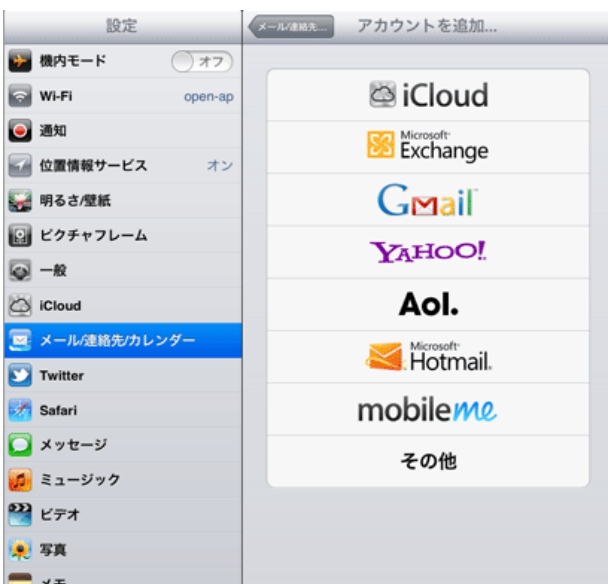 設定
機内モード
オフ
Wi-Fi
open-ap
通知
位置情報サービス
オン
明るさ/壁紙
ピクチャフレーム
一般
iCloud
メール/連絡先/カレンダー
Twitter
Safari
メッセージ
ミュージック
ビデオ
写真
メモ
メール/連絡先...
アカウントを追加...
iCloud
Microsoft
Exchange
Gmail
YAHOO!
Aol.
Microsoft
Hotmail
mobileme
その他